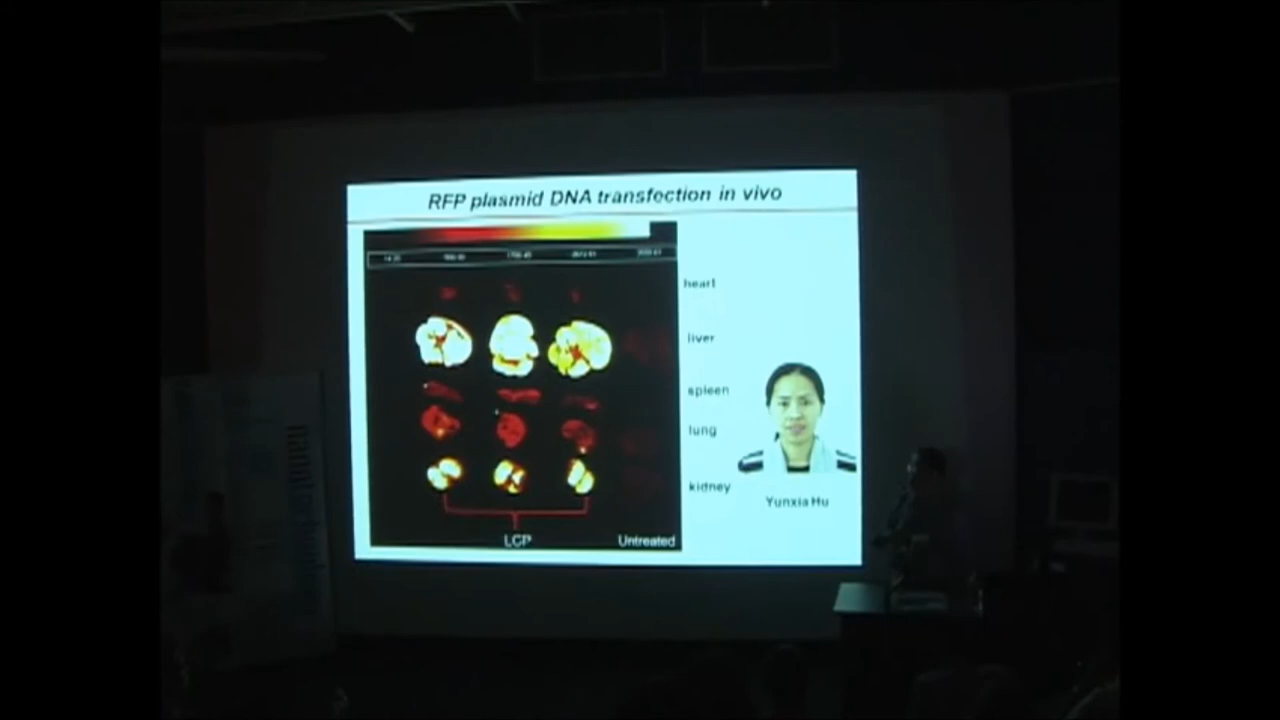 RFP plasmid DNA transfection in vivo
heart
liver
spleen
lung
kidney
Yunxia Hu
LCP
Untreated